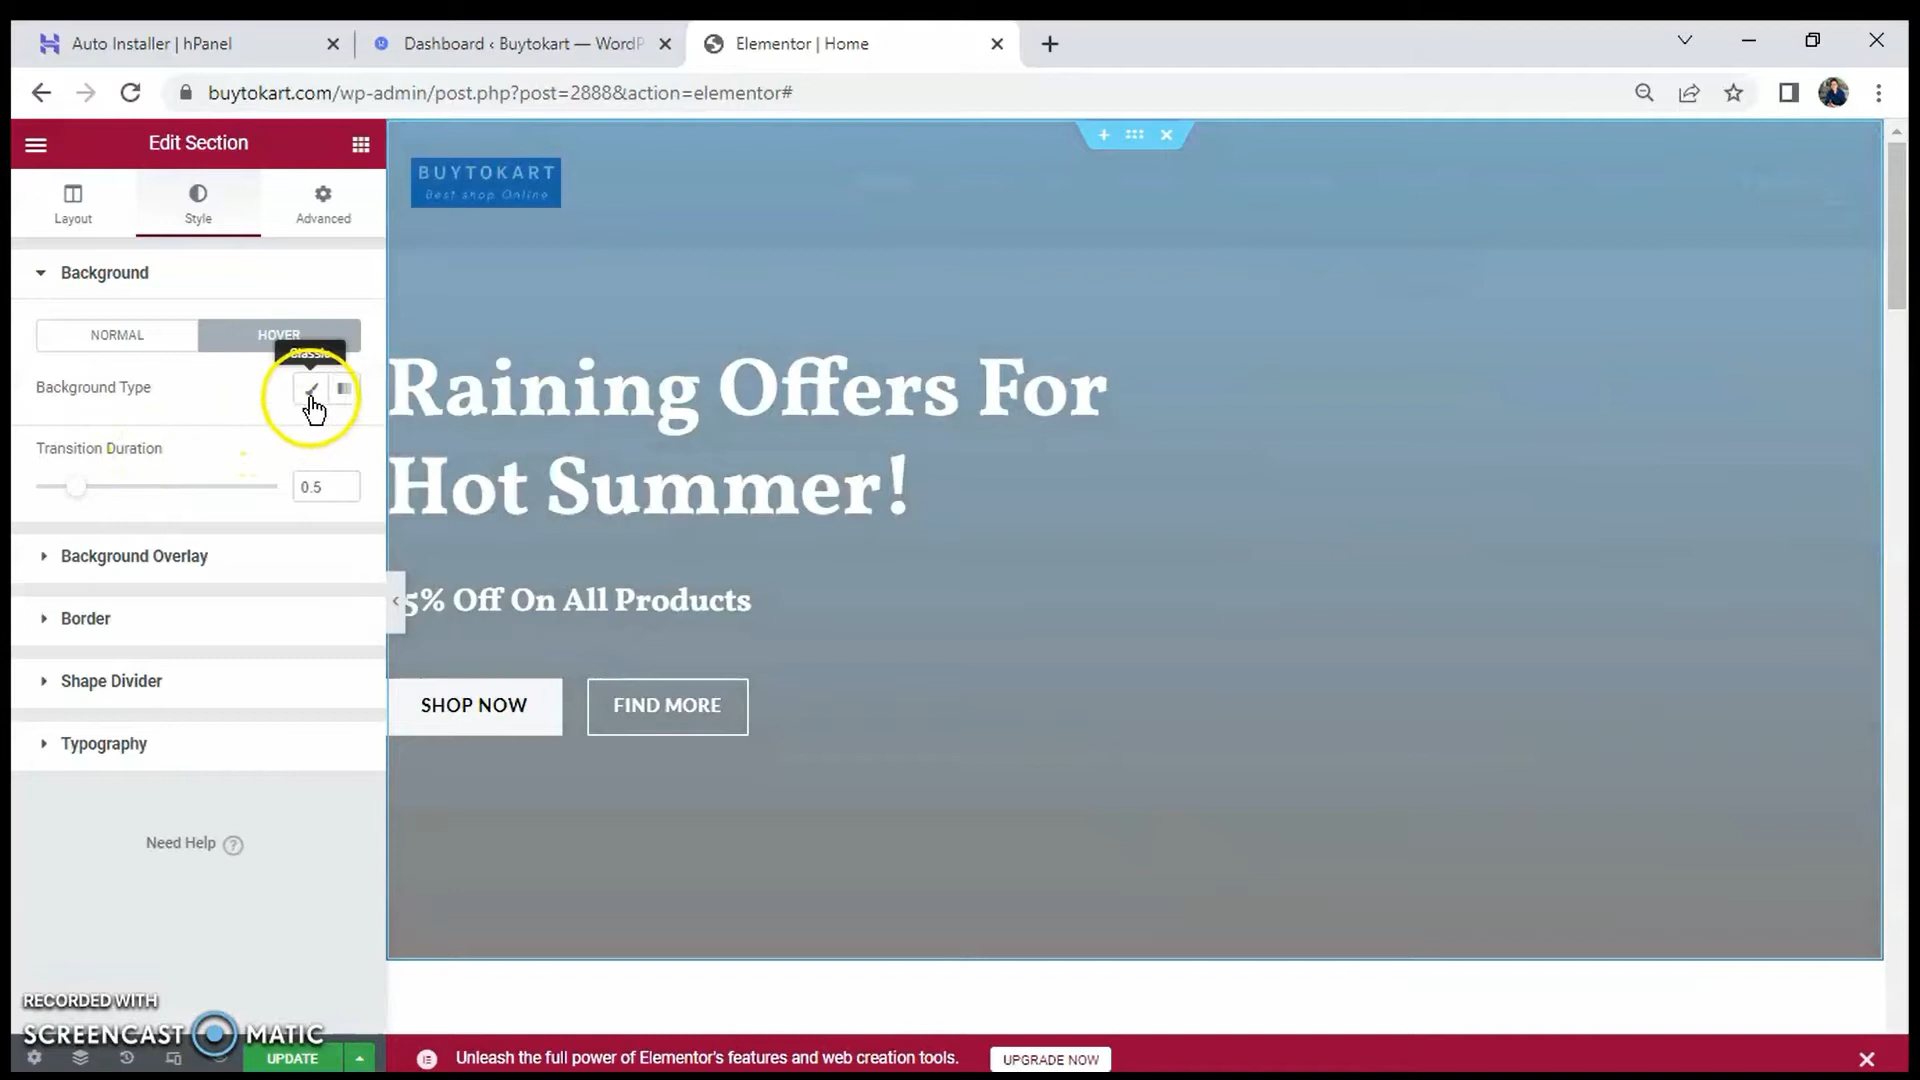 Auto Installer | hPanel
Dashboard ‹ Buytokart — WordP
Elementor | Home
buytokart.com/wp-admin/post.php?post=2888&action=elementor#
Edit Section
Layout
Style
Advanced
Background
NORMAL
HOVER
Classic
Background Type
Transition Duration
0.5
Background Overlay
Border
Shape Divider
Typography
Need Help ?
RECORDED WITH
SCREENCAST MATIC
UPDATE
BUYTOKART
Best shop Online
Raining Offers For
Hot Summer!
5% Off On All Products
SHOP NOW
FIND MORE
Unleash the full power of Elementor's features and web creation tools.
UPGRADE NOW